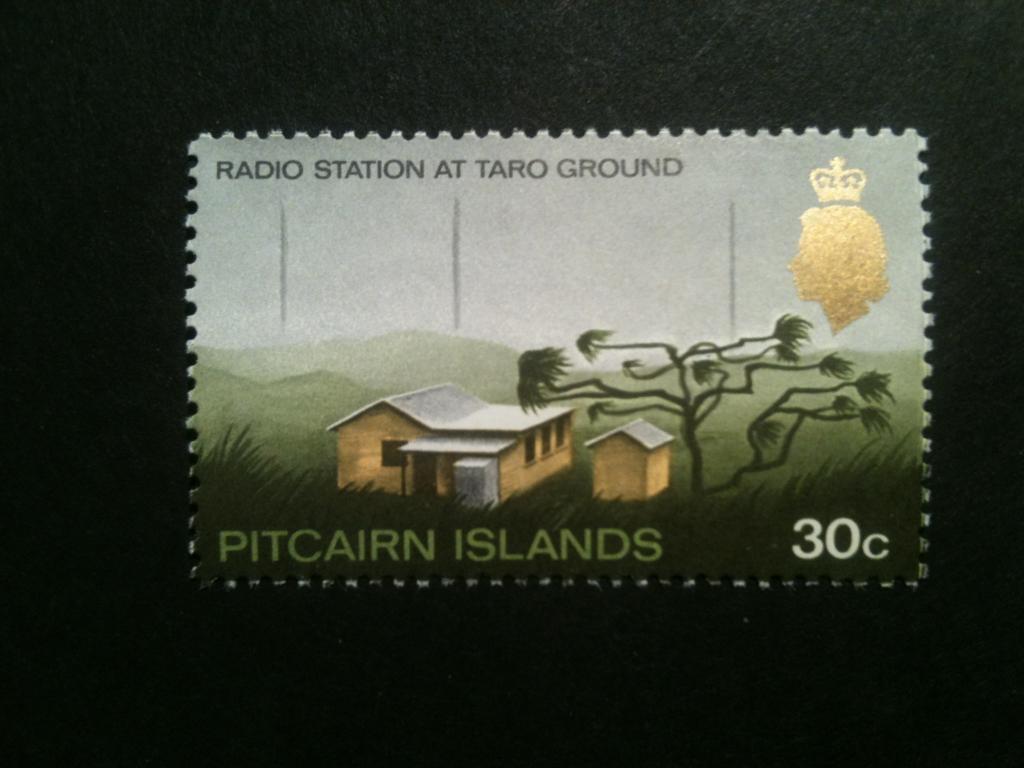 RADIO STATION AT TARO GROUND
PITCAIRN ISLANDS
30c